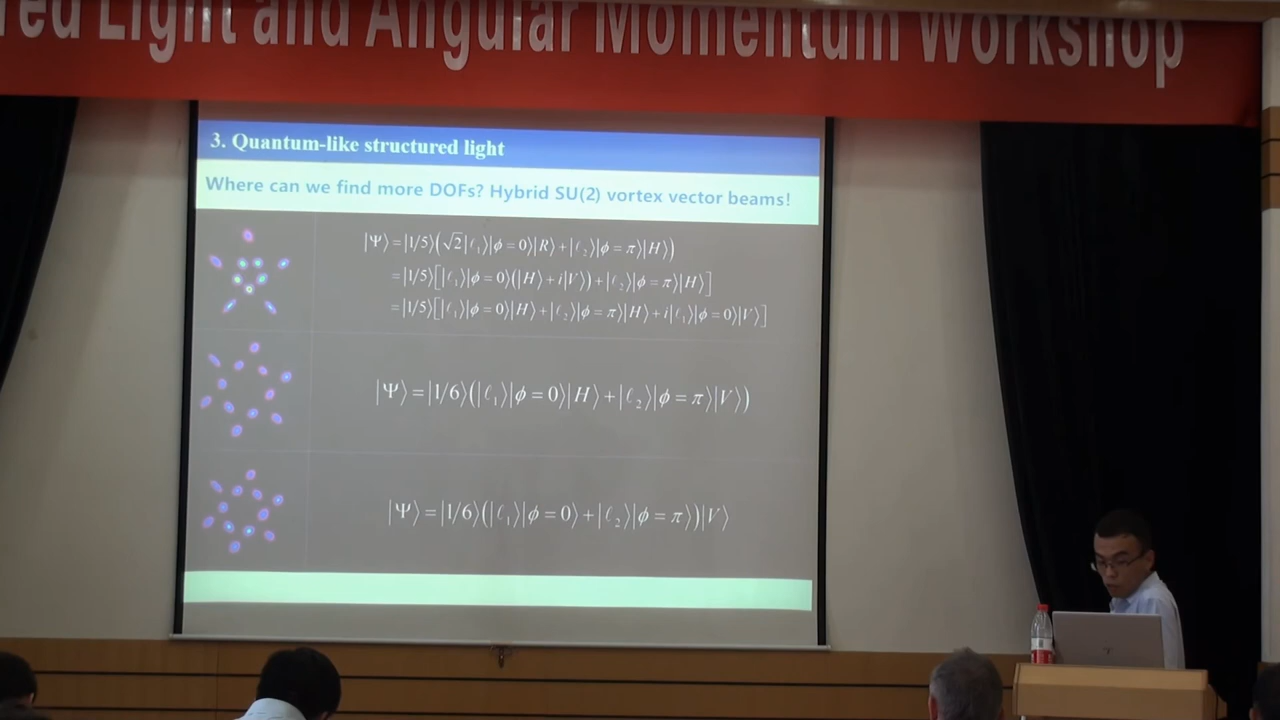 red Light and Angular Momentum Workshop
3. Quantum-like structured light
Where can we find more DOFs? Hybrid SU(2) vortex vector beams!
|Ψ⟩=|1/5⟩(√2|ℓ₁⟩|ϕ=0⟩|R⟩+|ℓ₂⟩|ϕ=π⟩|H⟩)
=|1/5⟩[|ℓ₁⟩|ϕ=0⟩(|H⟩+i|V⟩)+|ℓ₂⟩|ϕ=π⟩|H⟩]
=|1/5⟩[|ℓ₁⟩|ϕ=0⟩|H⟩+|ℓ₂⟩|ϕ=π⟩|H⟩+i|ℓ₁⟩|ϕ=0⟩|V⟩]
|Ψ⟩=|1/6⟩(|ℓ₁⟩|ϕ=0⟩|H⟩+|ℓ₂⟩|ϕ=π⟩|V⟩)
|Ψ⟩=|1/6⟩(|ℓ₁⟩|ϕ=0⟩+|ℓ₂⟩|ϕ=π⟩)|V⟩